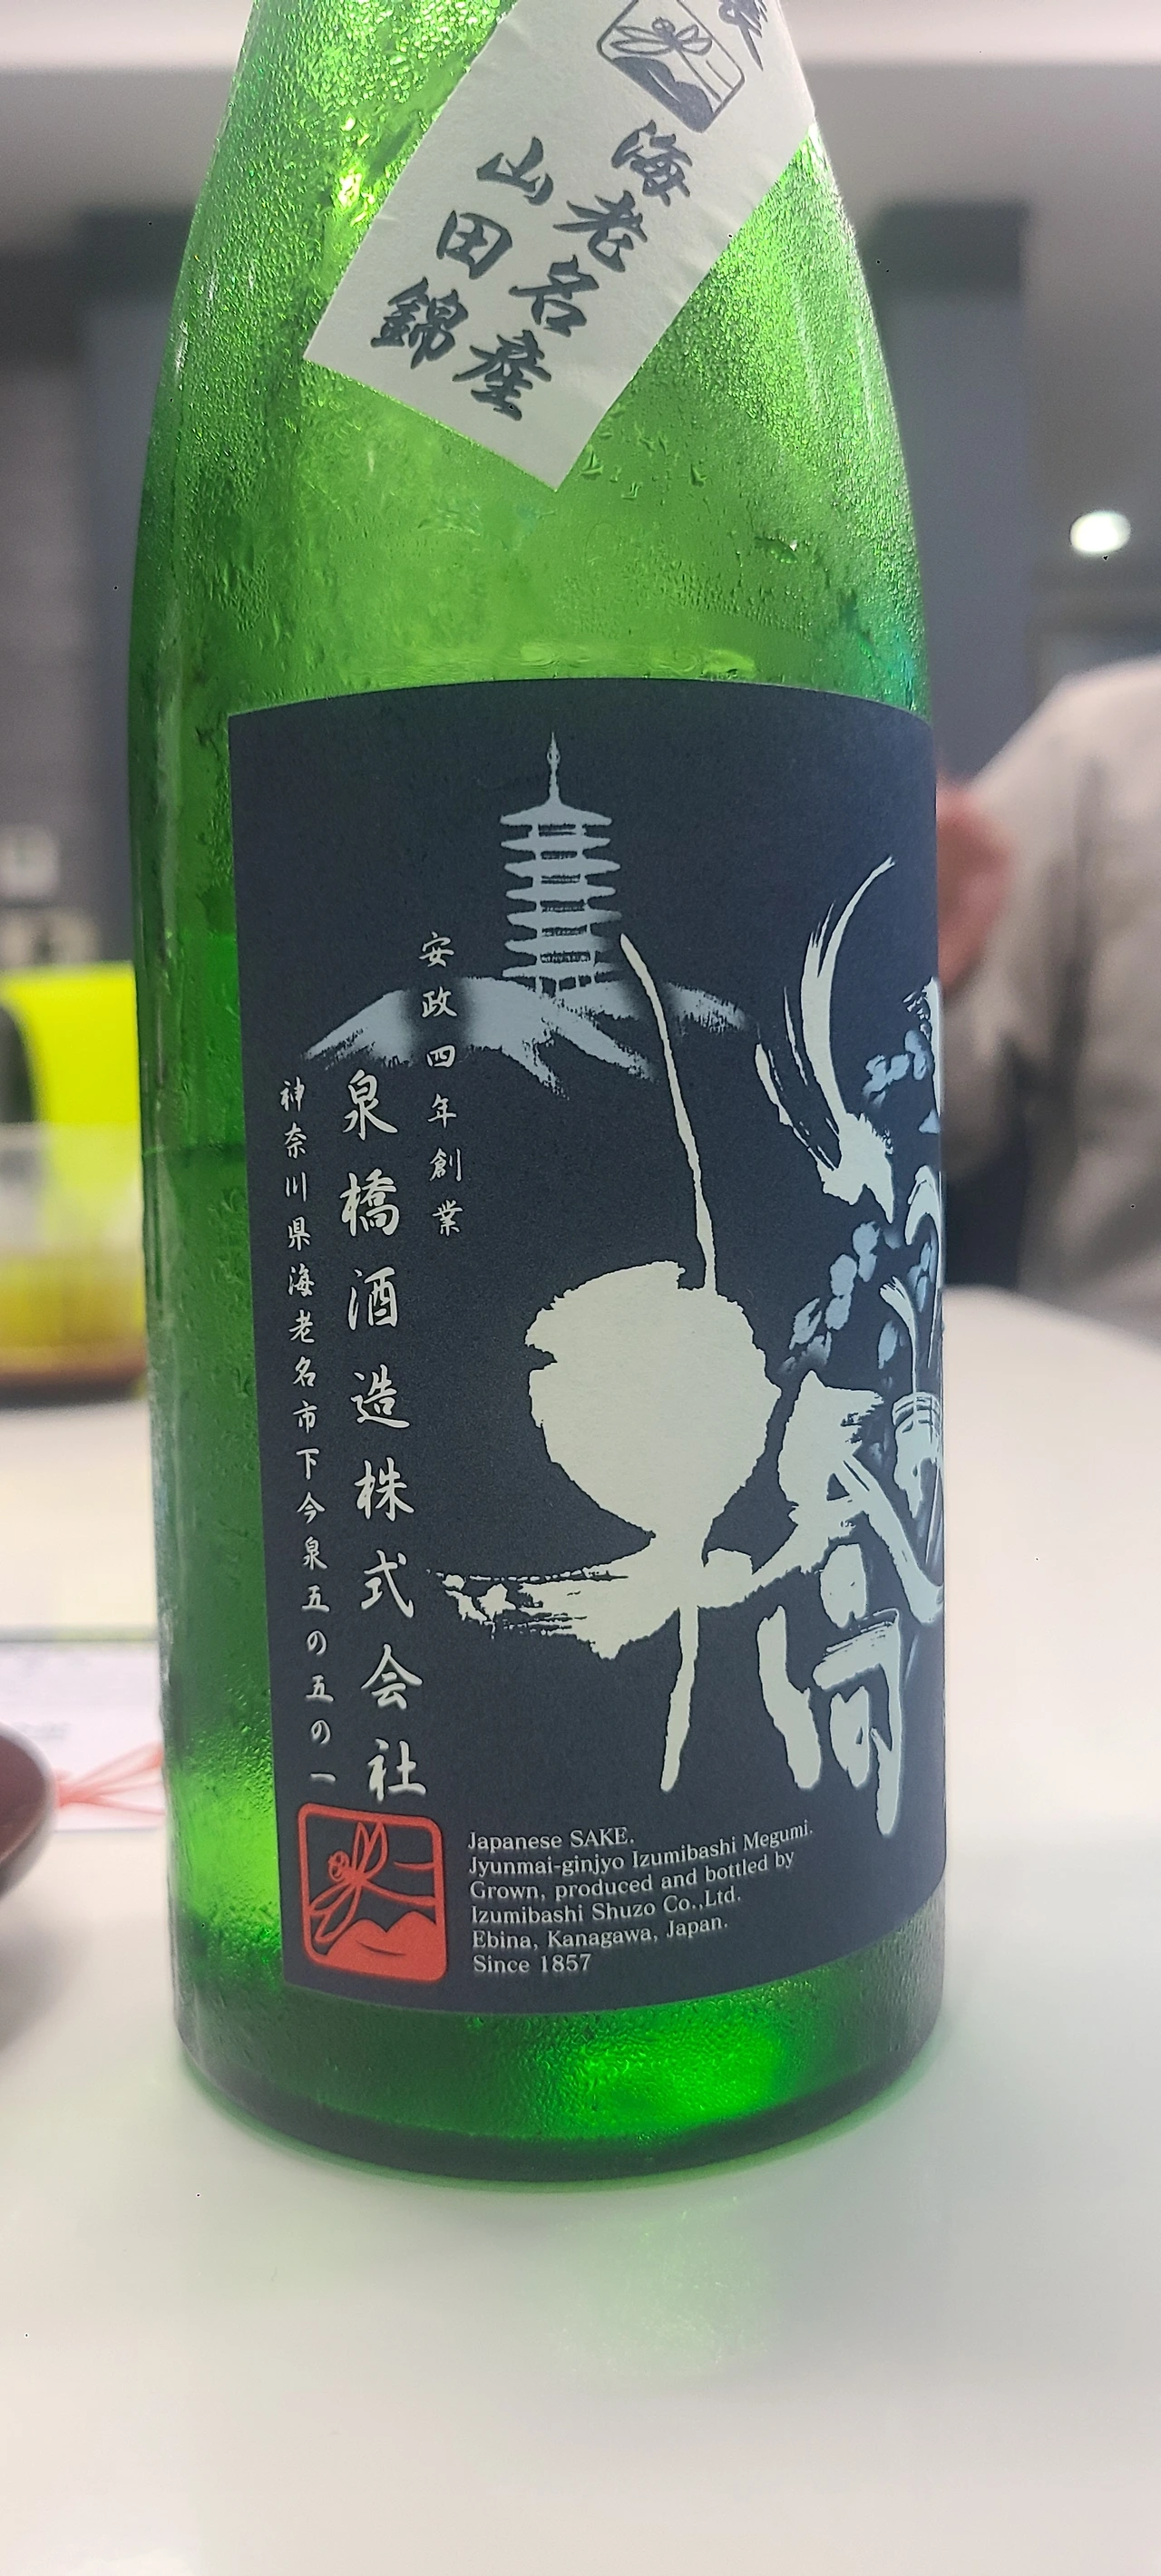 海老名産
山田錦
安政四年創業
泉橋酒造株式会社
神奈川県海老名市下今泉五の五の一
Japanese SAKE.
Jyunmai-ginjyo Izumibashi Megumi.
Grown, produced and bottled by
Izumibashi Shuzo Co.,Ltd.
Ebina, Kanagawa, Japan.
Since 1857